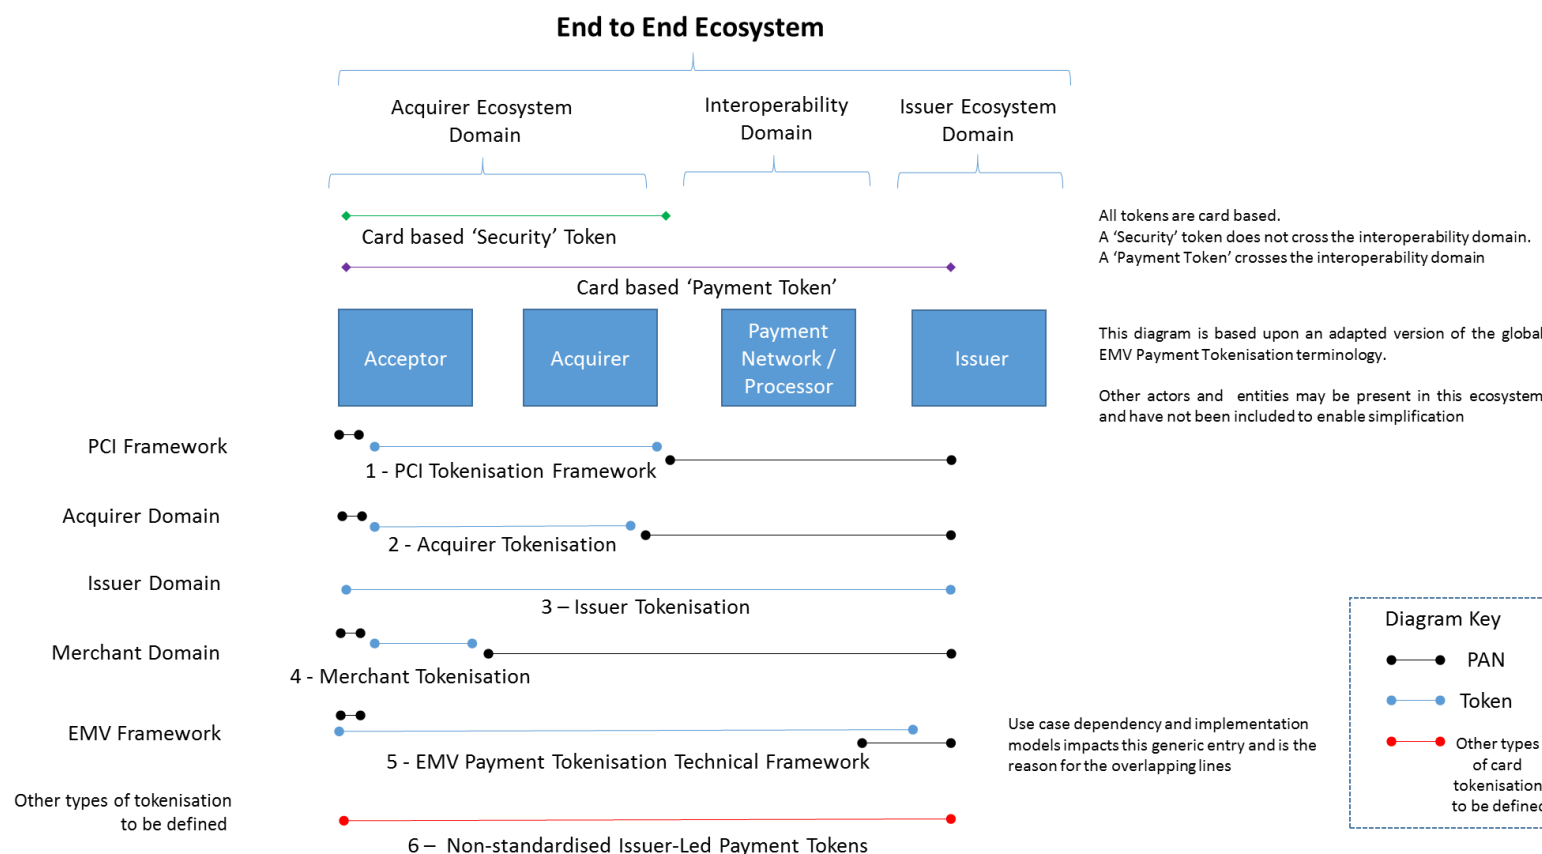 End to End Ecosystem
Acquirer Ecosystem
Domain
Interoperability
Domain
Issuer Ecosystem
Domain
Card based ‘Security’ Token
Card based ‘Payment Token’
All tokens are card based.
A ‘Security’ token does not cross the interoperability domain.
A ‘Payment Token’ crosses the interoperability domain
Acceptor
Acquirer
Payment
Network /
Processor
Issuer
This diagram is based upon an adapted version of the global
EMV Payment Tokenisation terminology.
Other actors and entities may be present in this ecosystem
and have not been included to enable simplification
PCI Framework
1 - PCI Tokenisation Framework
Acquirer Domain
2 - Acquirer Tokenisation
Issuer Domain
3 – Issuer Tokenisation
Merchant Domain
4 - Merchant Tokenisation
EMV Framework
5 - EMV Payment Tokenisation Technical Framework
Use case dependency and implementation
models impacts this generic entry and is the
reason for the overlapping lines
Other types of tokenisation
to be defined
6 – Non-standardised Issuer-Led Payment Tokens
Diagram Key
PAN
Token
Other types
of card
tokenisation
to be defined